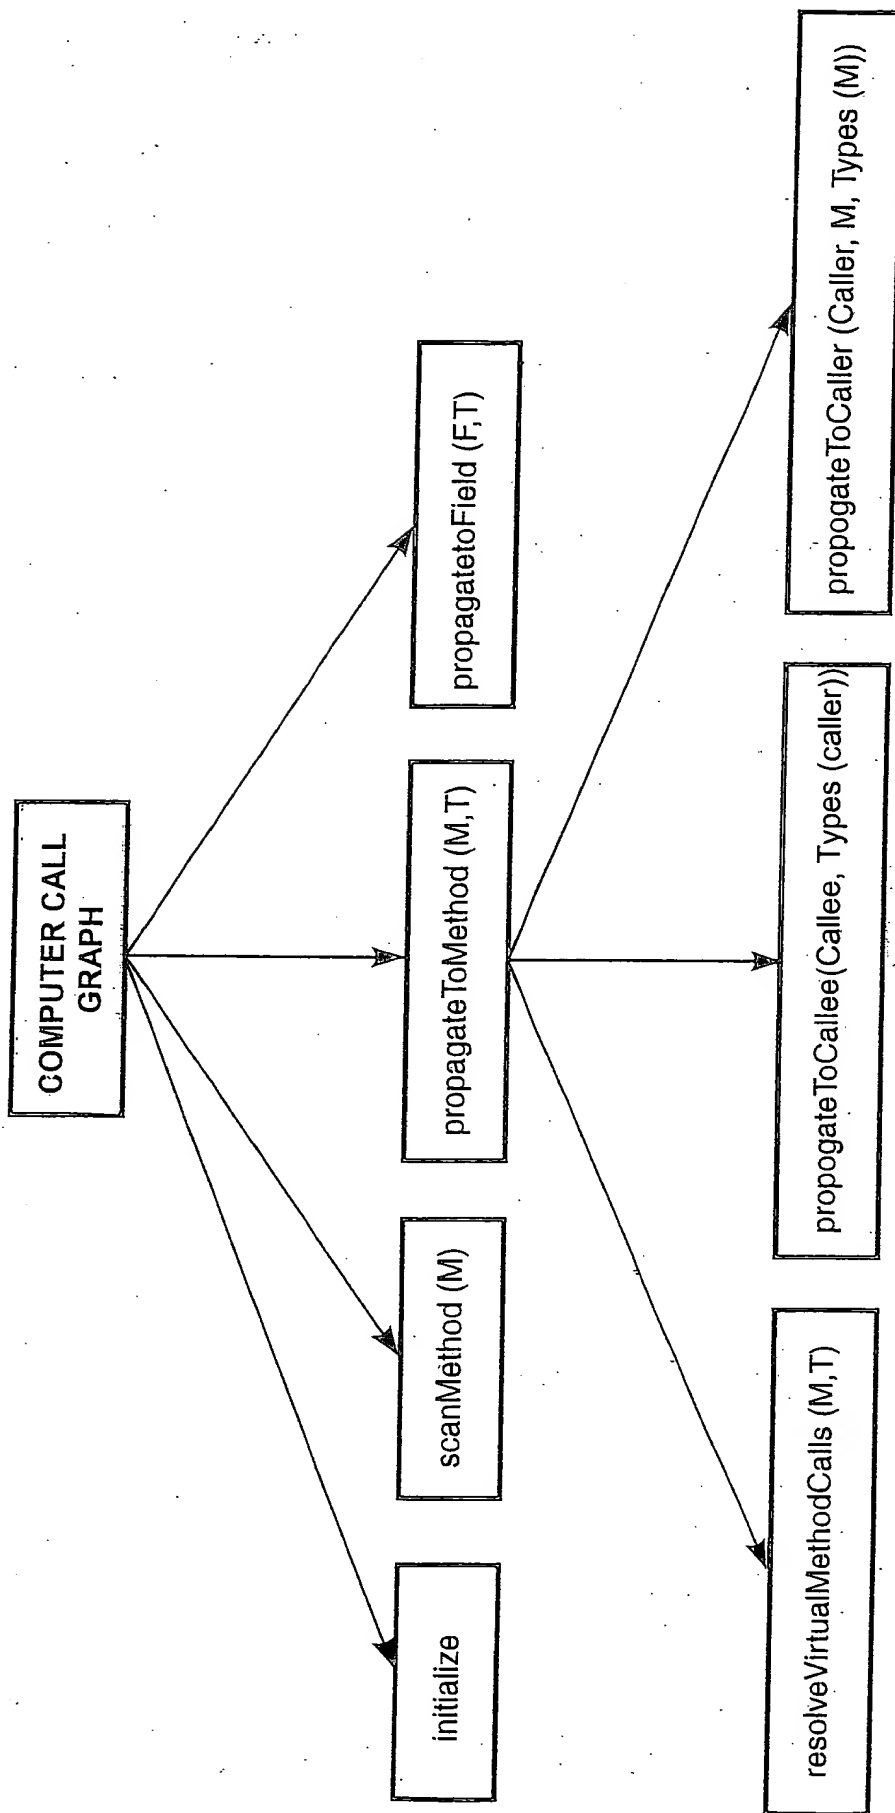 COMPUTER CALL
GRAPH
initialize
scanMethod (M)
propagateToMethod (M,T)
propagatetoField (F,T)
resolveVirtualMethodCalls (M,T)
propogateToCallee(Callee, Types (caller))
propogateToCaller (Caller, M, Types (M))